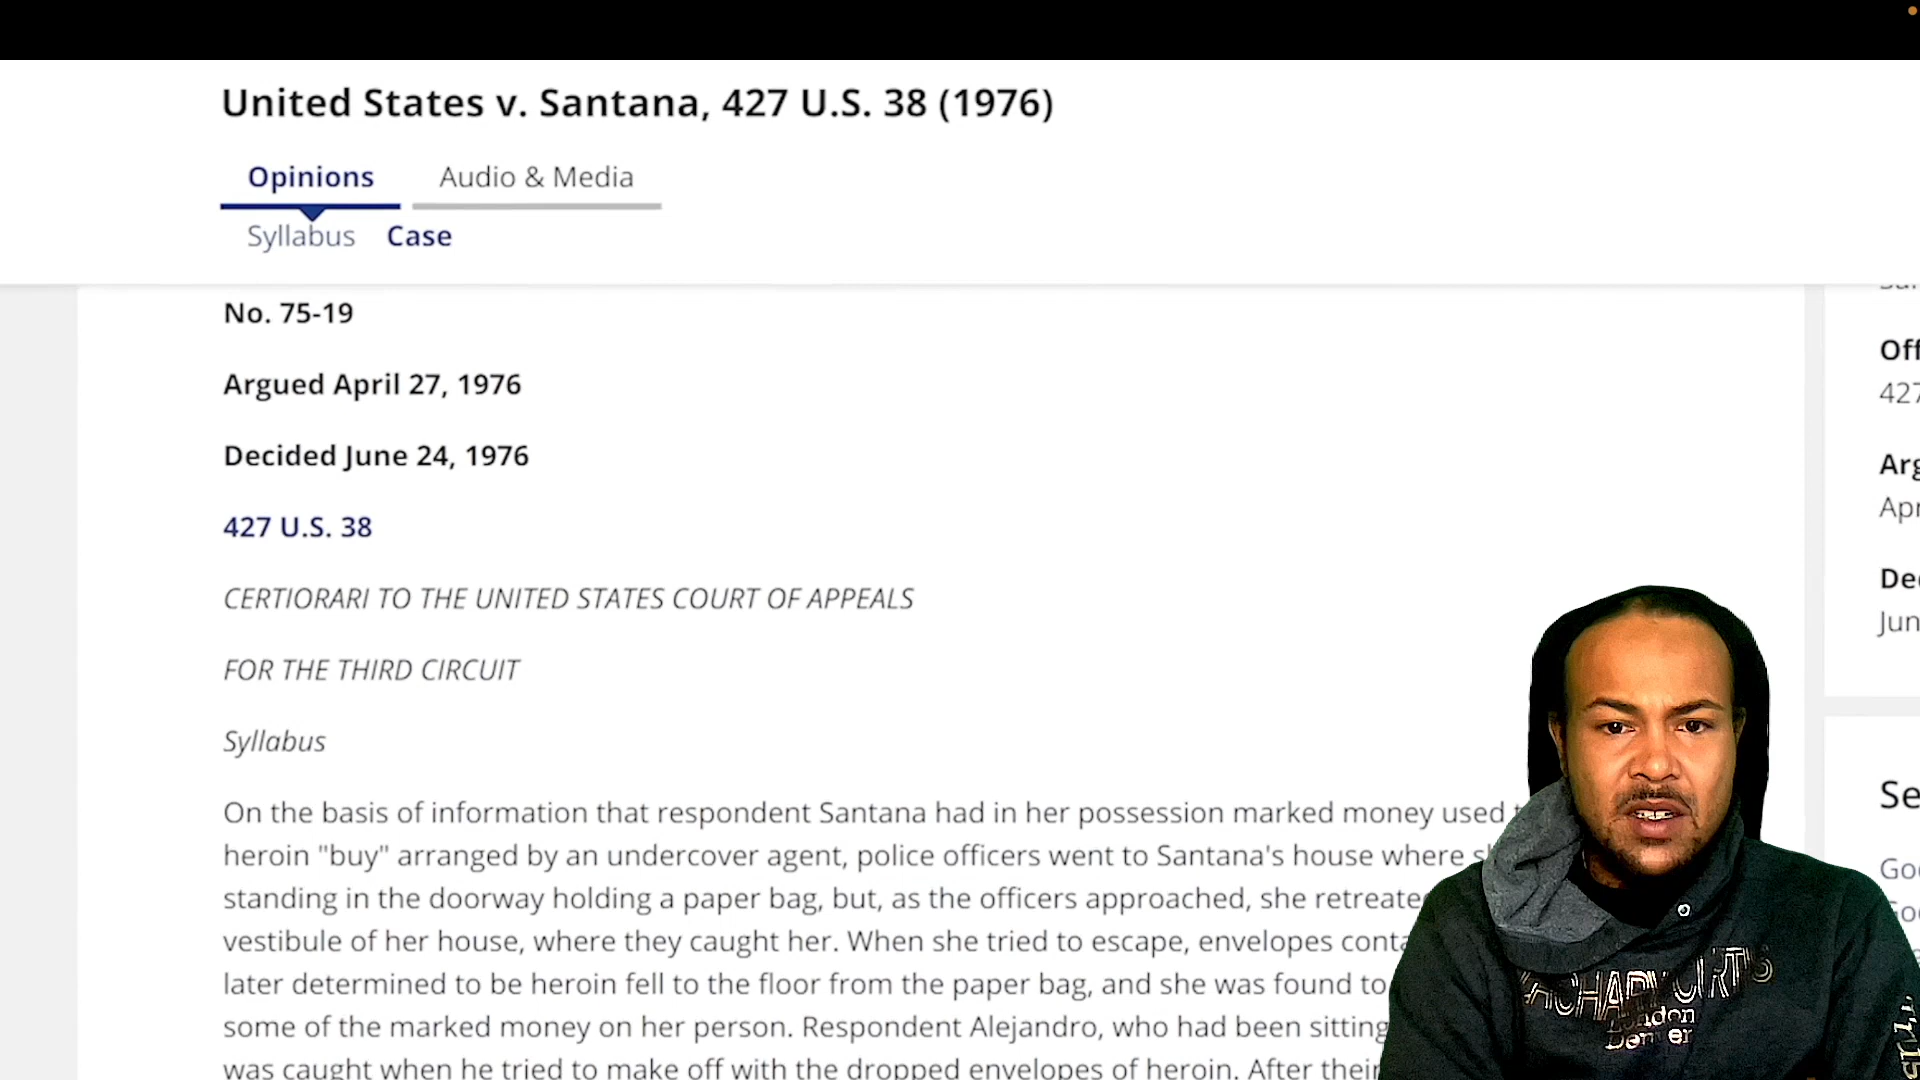 United States v. Santana, 427 U.S. 38 (1976)
Opinions Audio & Media
Syllabus Case
No. 75-19
Argued April 27, 1976
Decided June 24, 1976
427 U.S. 38
CERTIORARI TO THE UNITED STATES COURT OF APPEALS
FOR THE THIRD CIRCUIT
Syllabus
On the basis of information that respondent Santana had in her possession marked money used
heroin "buy" arranged by an undercover agent, police officers went to Santana's house where
standing in the doorway holding a paper bag, but, as the officers approached, she
vestibule of her house, where they caught her. When she tried to escape, envelopes
later determined to be heroin fell to the floor from the paper bag, and she was found to
some of the marked money on her person. Respondent Alejandro, who had been sitting
was caught when he tried to make off with the dropped envelopes of heroin. After their
427
London
Denver